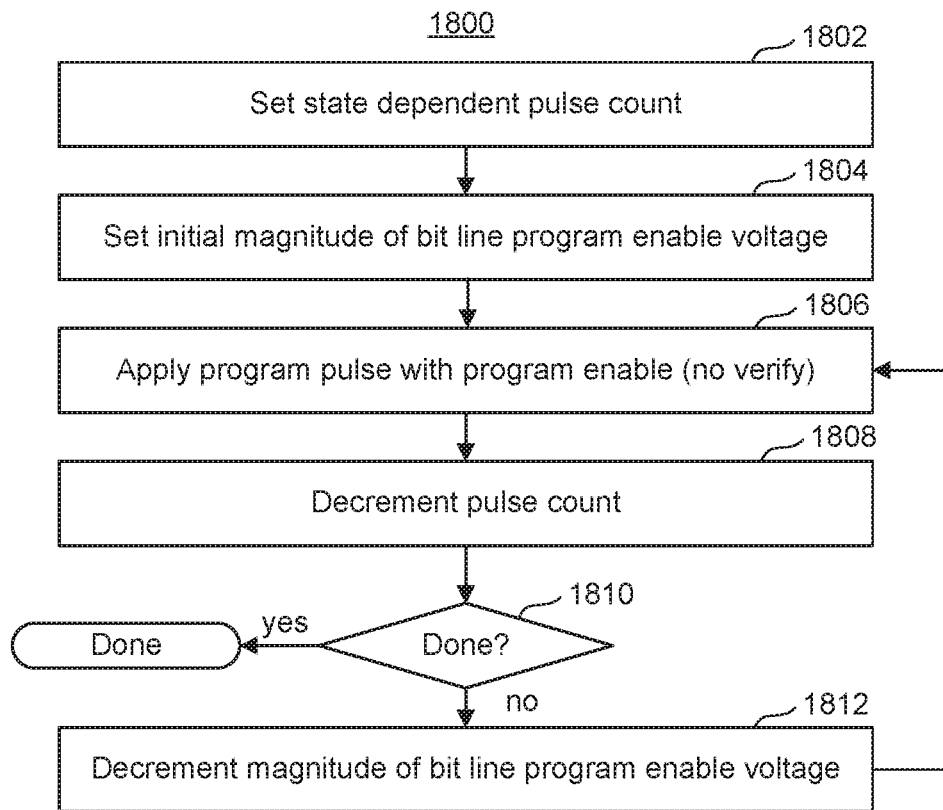 1800
1802
Set state dependent pulse count
1804
Set initial magnitude of bit line program enable voltage
1806
Apply program pulse with program enable (no verify)
1808
Decrement pulse count
1810
Done?
yes
Done
no
1812
Decrement magnitude of bit line program enable voltage